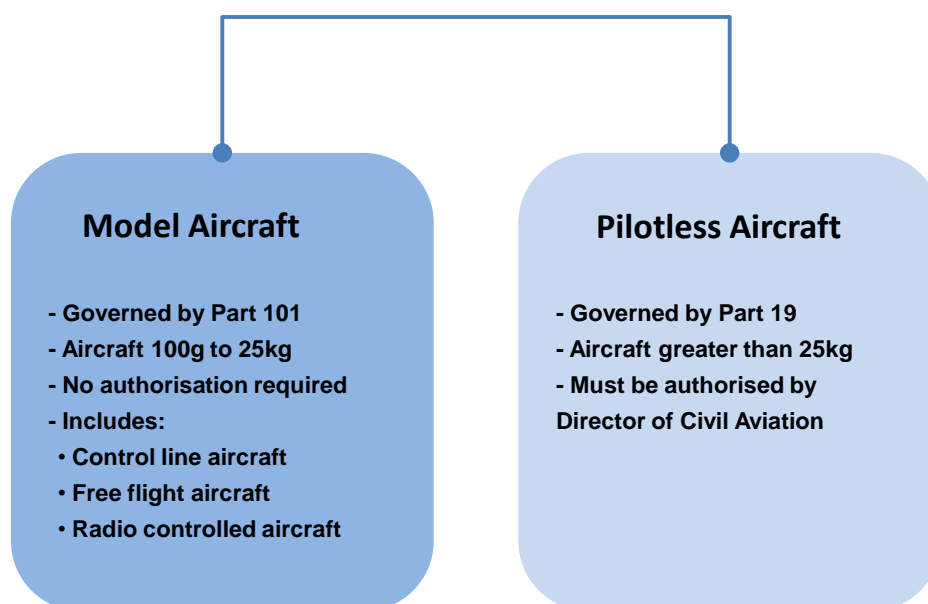 Model Aircraft
- Governed by Part 101
- Aircraft 100g to 25kg
- No authorisation required
- Includes:
• Control line aircraft
• Free flight aircraft
• Radio controlled aircraft
Pilotless Aircraft
- Governed by Part 19
- Aircraft greater than 25kg
- Must be authorised by
Director of Civil Aviation